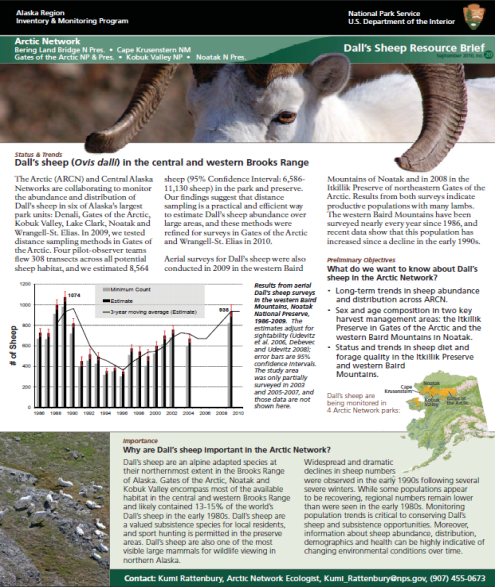 Alaska Region
Inventory & Monitoring Program
National Park Service
U.S. Department of the Interior
Arctic Network
Bering Land Bridge N Pres. • Cape Krusenstern NM
Gates of the Arctic NP & Pres. • Kobuk Valley NP • Noatak N Pres.
Dall's Sheep Resource Brief
Status & Trends
Dall's sheep (Ovis dalli) in the central and western Brooks Range
The Arctic (ARCN) and Central Alaska
Networks are collaborating to monitor
the abundance and distribution of
Dall's sheep in six of Alaska's largest
park units: Denali, Gates of the Arctic,
Kobuk Valley, Lake Clark, Noatak and
Wrangell-St. Elias. In 2009, we tested
distance sampling methods in Gates of
the Arctic. Four pilot-observer teams
flew 308 transects across all potential
sheep habitat, and we estimated 8,564
sheep (95% Confidence Interval: 6,586-
11,130 sheep) in the park and preserve.
Our findings suggest that distance
sampling is a practical and efficient way
to estimate Dall's sheep abundance over
large areas, and these methods were
refined for surveys in Gates of the Arctic
and Wrangell-St. Elias in 2010.
Aerial surveys for Dall's sheep were also
conducted in 2009 in the western Baird
Mountains of Noatak and in 2008 in the
Itkillik Preserve of northeastern Gates of
the Arctic. Results from both surveys indicate
productive populations with many lambs.
The western Baird Mountains have been
surveyed nearly every year since 1986, and
recent data show that this population has
increased since a decline in the early 1990s.
Preliminary Objectives
What do we want to know about Dall's
sheep in the Arctic Network?
• Long-term trends in sheep abundance
and distribution across ARCN.
• Sex and age composition in two key
harvest management areas: the Itkillik
Preserve in Gates of the Arctic and the
western Baird Mountains in Noatak.
• Status and trends in sheep diet and
forage quality in the Itkillik Preserve
and western Baird
Mountains.
Dall's sheep are
being monitored in
4 Arctic Network parks:
Noatak
Cape
Krusenstern
Kobuk
Valley
Gates of
the Arctic
# of Sheep
1200
1000
800
600
400
200
0
1074
Minimum Count
Estimate
3-year moving average (Estimate)
1986 1988 1990 1992 1994 1996 1998 2000 2002 2004 2006 2008 2010
Results from aerial
Dall's sheep surveys
in the western Baird
Mountains, Noatak
National Preserve,
1986-2009. The
estimates adjust for
sightability (Udevitz
et al. 2006, Debevec
and Udevitz 2008);
error bars are 95%
confidence intervals.
The study area
was only partially
surveyed in 2003
and 2005-2007, and
those data are not
shown here.
Importance
Why are Dall's sheep important in the Arctic Network?
Dall's sheep are an alpine adapted species at
their northernmost extent in the Brooks Range
of Alaska. Gates of the Arctic, Noatak and
Kobuk Valley encompass most of the available
habitat in the central and western Brooks Range
and likely contained 13-15% of the world's
Dall's sheep in the early 1980s. Dall's sheep are
a valued subsistence species for local residents,
and sport hunting is permitted in the preserve
areas. Dall's sheep are also one of the most
visible large mammals for wildlife viewing in
northern Alaska.
Widespread and dramatic
declines in sheep numbers
were observed in the early 1990s following several
severe winters. While some populations appear
to be recovering, regional numbers remain lower
than were seen in the early 1980s. Monitoring
population trends is critical to conserving Dall's
sheep and subsistence opportunities. Moreover,
information about sheep abundance, distribution,
demographics and health can be highly indicative of
changing environmental conditions over time.
Contact: Kumi Rattenbury, Arctic Network Ecologist, Kumi_Rattenbury@nps.gov, (907) 455-0673